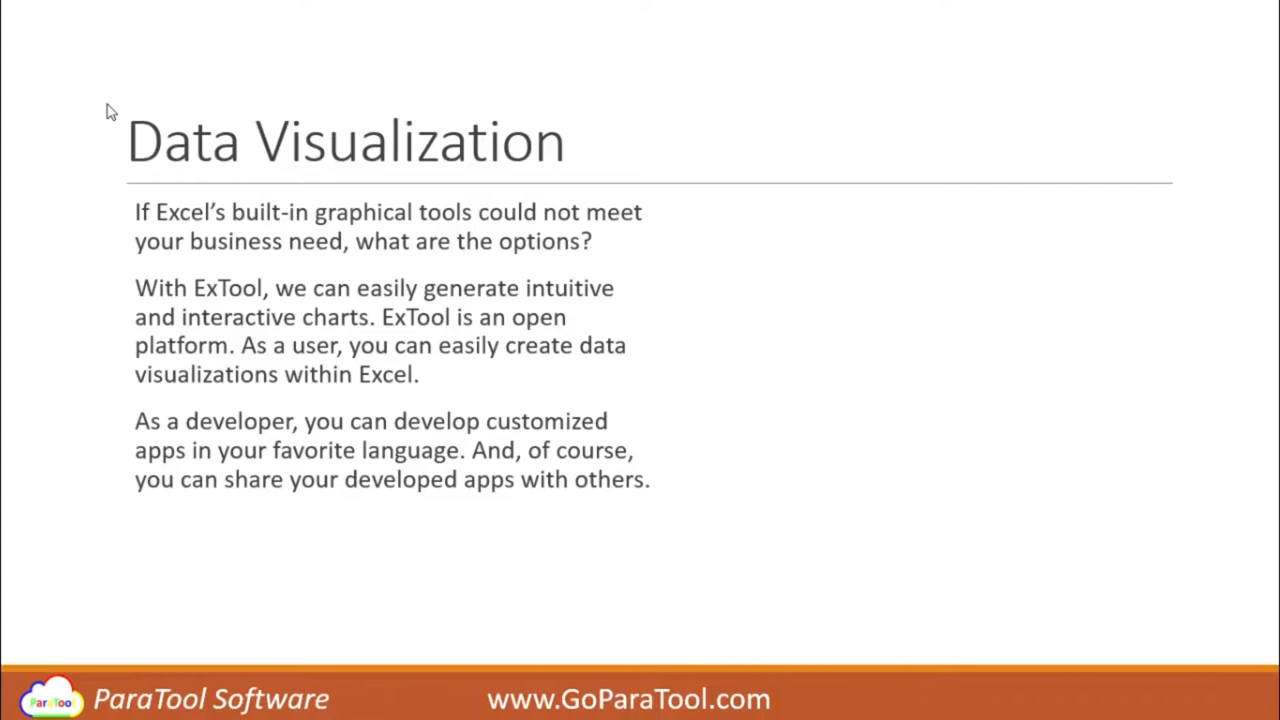 Data Visualization
If Excel’s built-in graphical tools could not meet
your business need, what are the options?
With ExTool, we can easily generate intuitive
and interactive charts. ExTool is an open
platform. As a user, you can easily create data
visualizations within Excel.
As a developer, you can develop customized
apps in your favorite language. And, of course,
you can share your developed apps with others.
ParaTool
ParaTool Software
www.GoParaTool.com